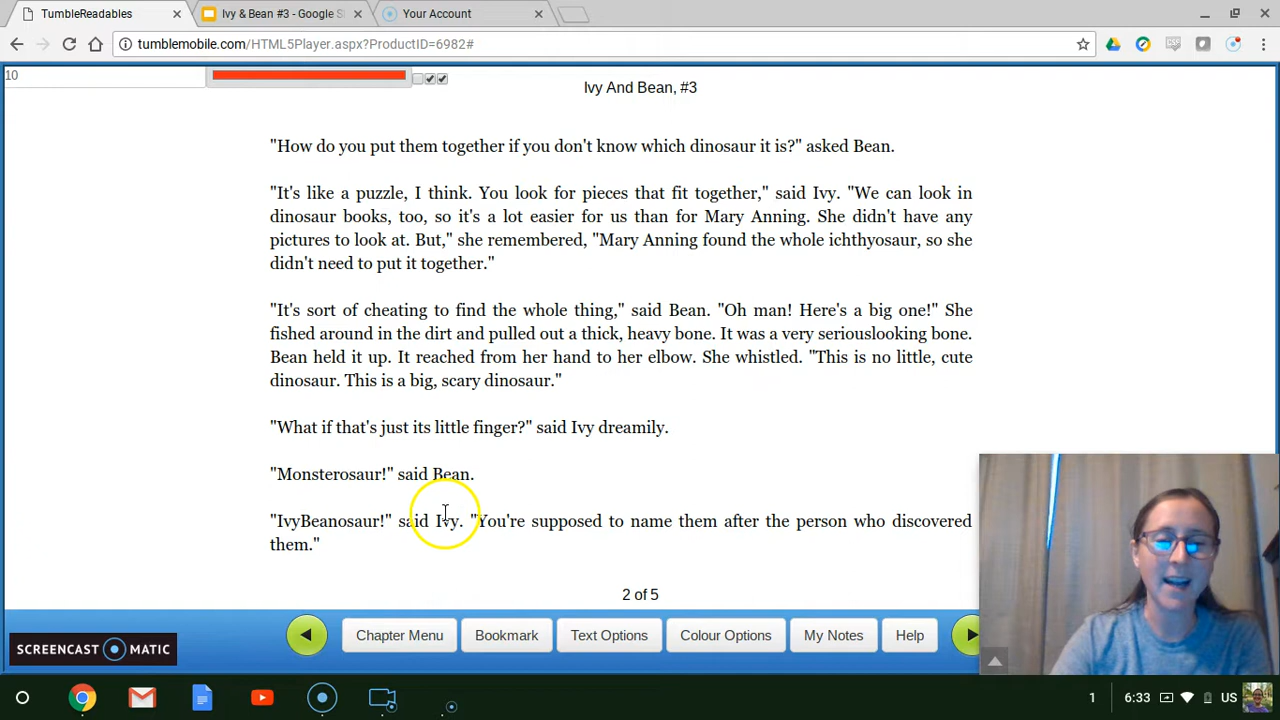 TumbleReadables
Ivy & Bean #3 - Google S
Your Account
tumblemobile.com/HTML5Player.aspx?ProductID=6982#
10
Ivy And Bean, #3
"How do you put them together if you don't know which dinosaur it is?" asked Bean.
"It's like a puzzle, I think. You look for pieces that fit together," said Ivy. "We can look in
dinosaur books, too, so it's a lot easier for us than for Mary Anning. She didn't have any
pictures to look at. But," she remembered, "Mary Anning found the whole ichthyosaur, so she
didn't need to put it together."
"It's sort of cheating to find the whole thing," said Bean. "Oh man! Here's a big one!" She
fished around in the dirt and pulled out a thick, heavy bone. It was a very seriouslooking bone.
Bean held it up. It reached from her hand to her elbow. She whistled. "This is no little, cute
dinosaur. This is a big, scary dinosaur."
"What if that's just its little finger?" said Ivy dreamily.
"Monsterosaur!" said Bean.
"IvyBeanosaur!" said Ivy. "You're supposed to name them after the person who discovered
them."
2 of 5
Chapter Menu
Bookmark
Text Options
Colour Options
My Notes
Help
SCREENCAST MATIC
1
6:33
US